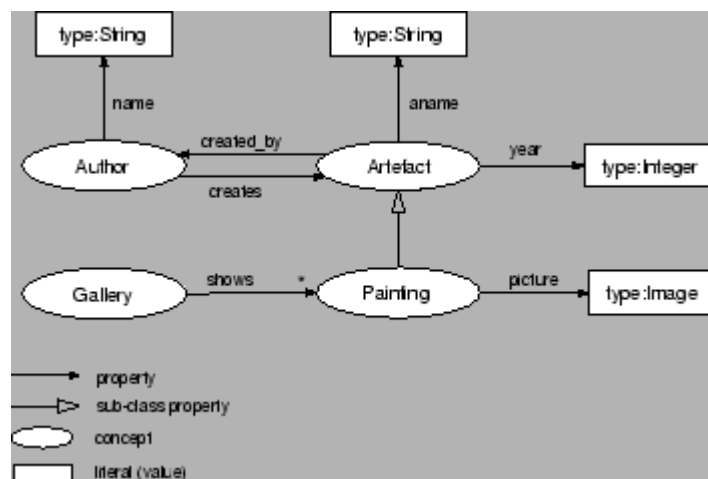 type:String type:String
name aname
created_by
Author Artefact year type:Integer
creates
Gallery shows * Painting picture type:Image
property
sub-class property
concept
literal (value)